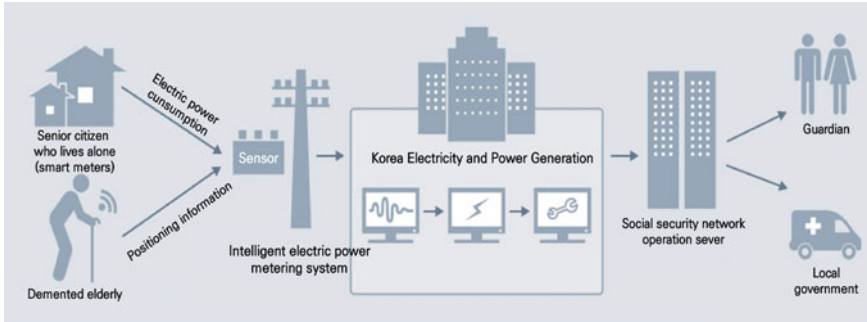 Senior citizen
who lives alone
(smart meters)
Electric power
cunsumption
Positioning information
Demented elderly
Sensor
Intelligent electric power
metering system
Korea Electricity and Power Generation
Social security network
operation sever
Guardian
Local
government